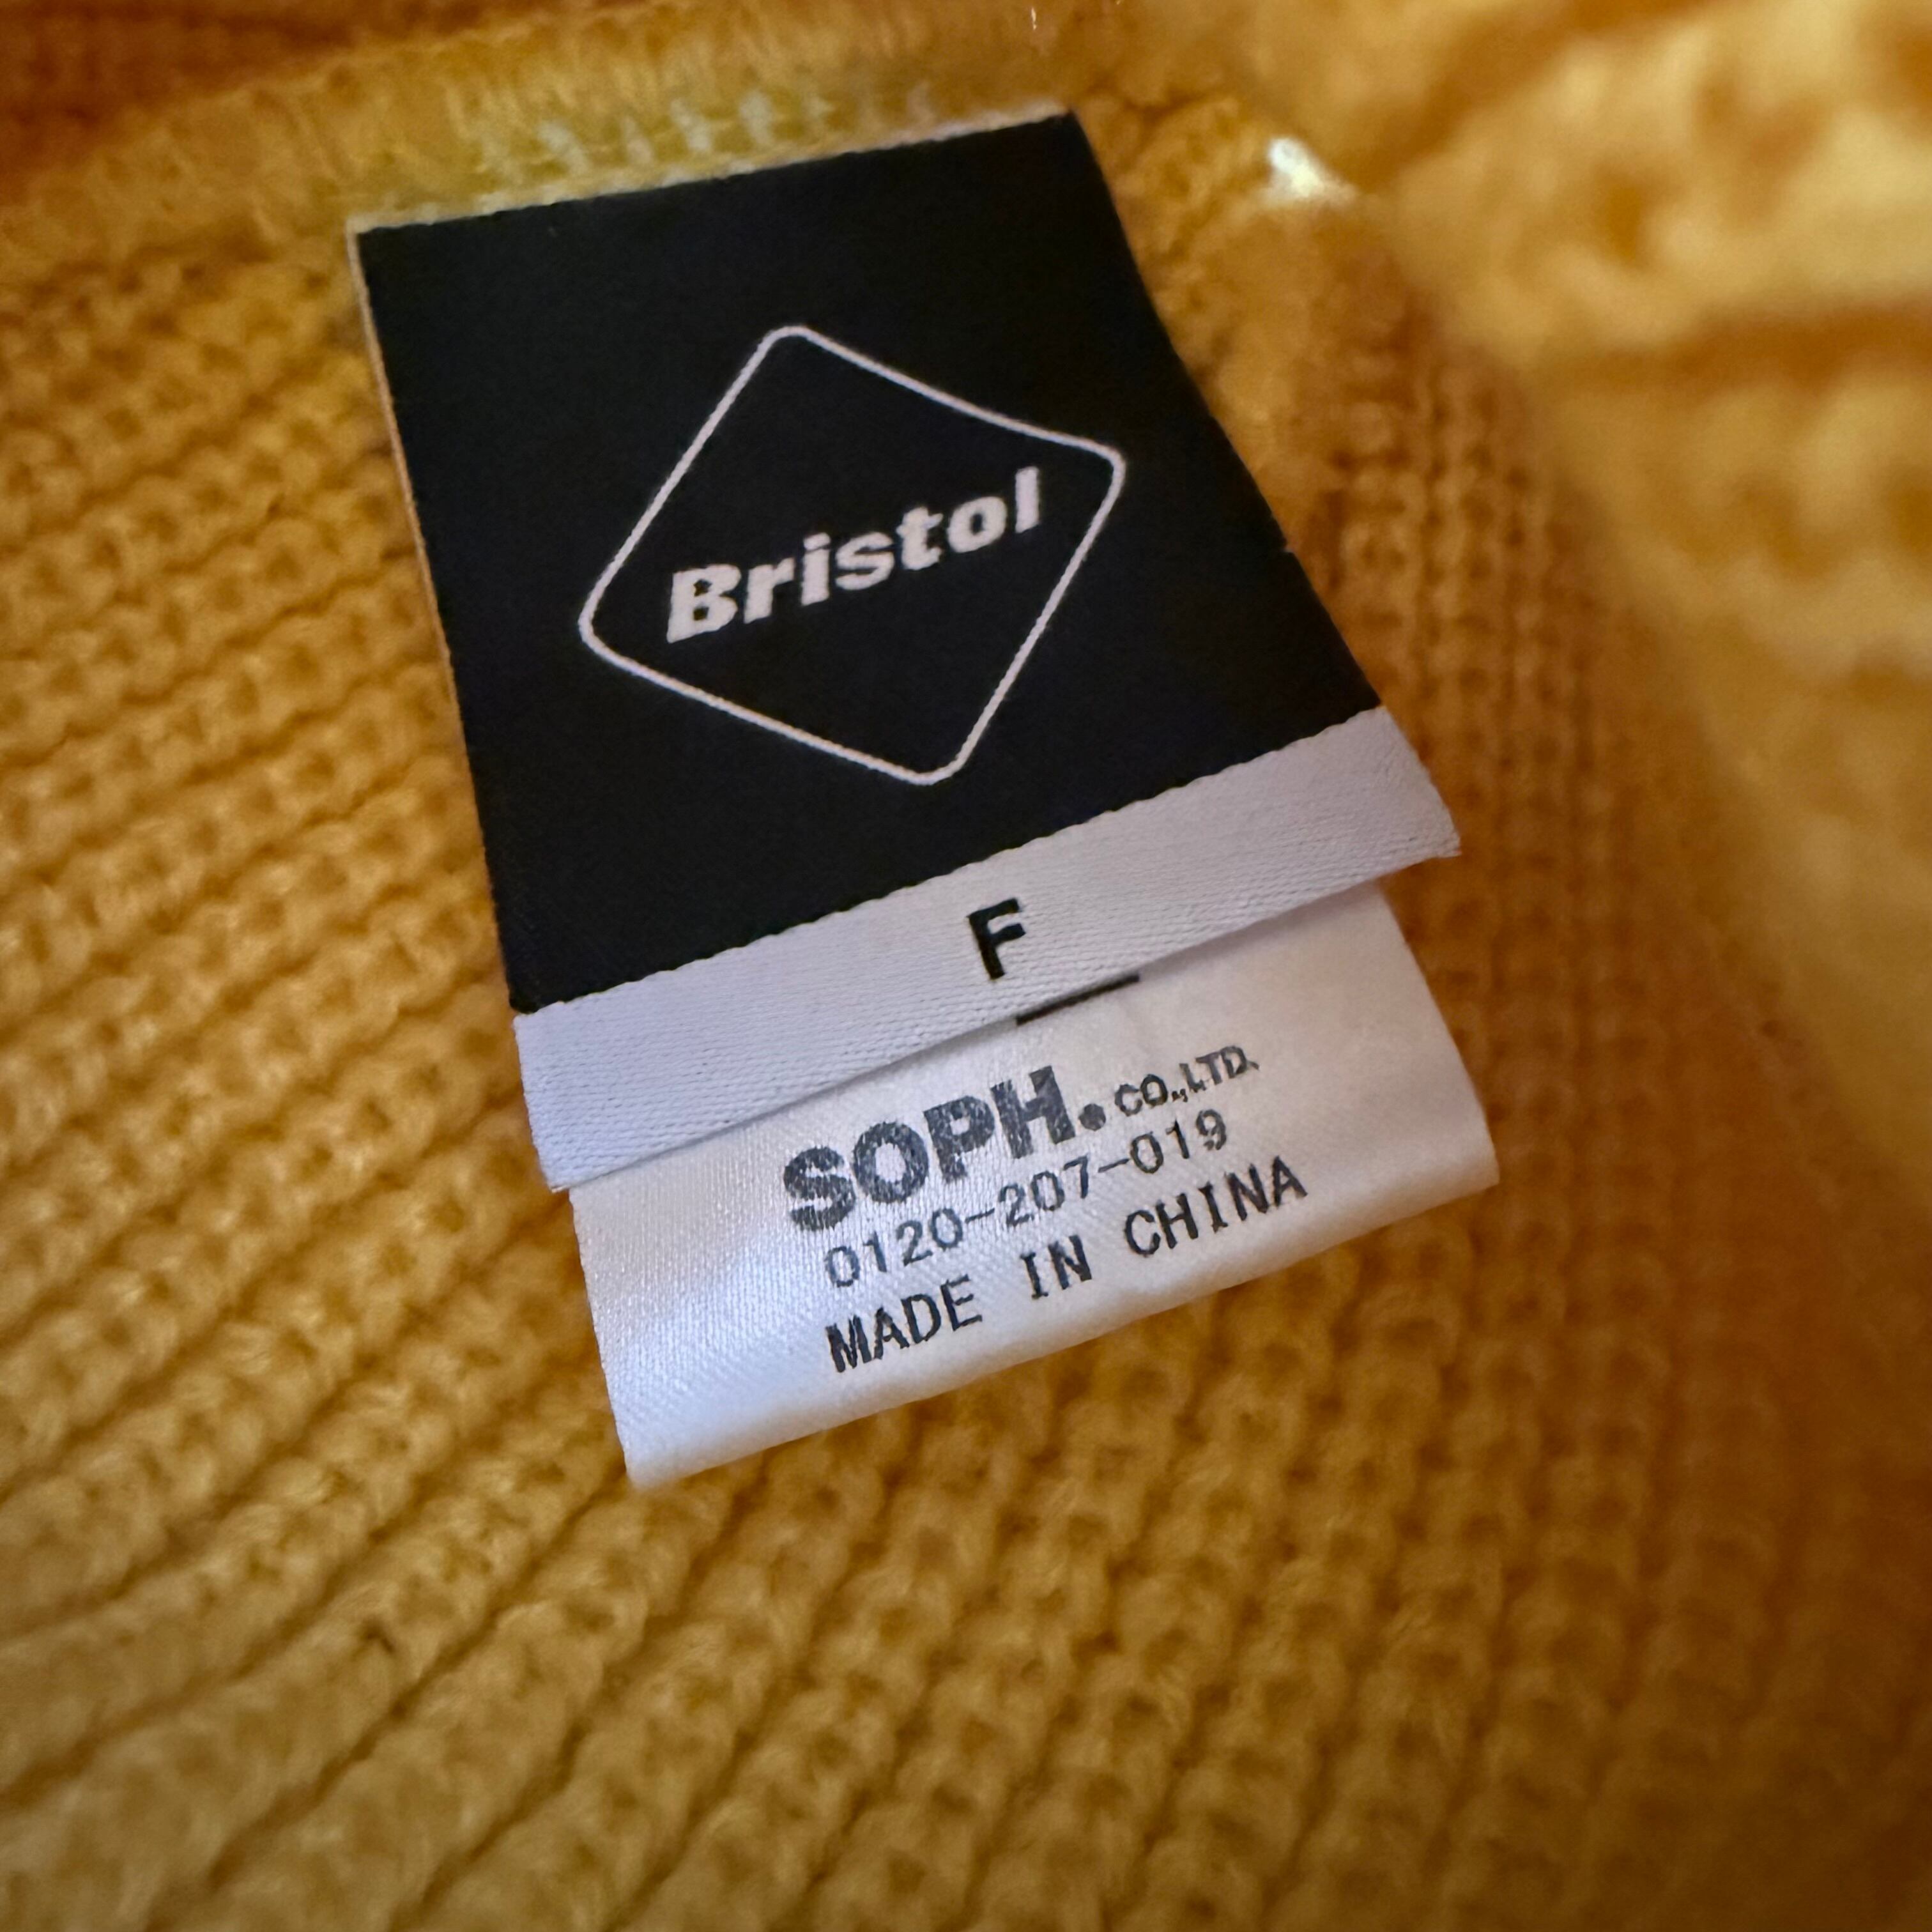 Bristol
F
SOPH. CO.,LTD.
0120-207-019
MADE IN CHINA